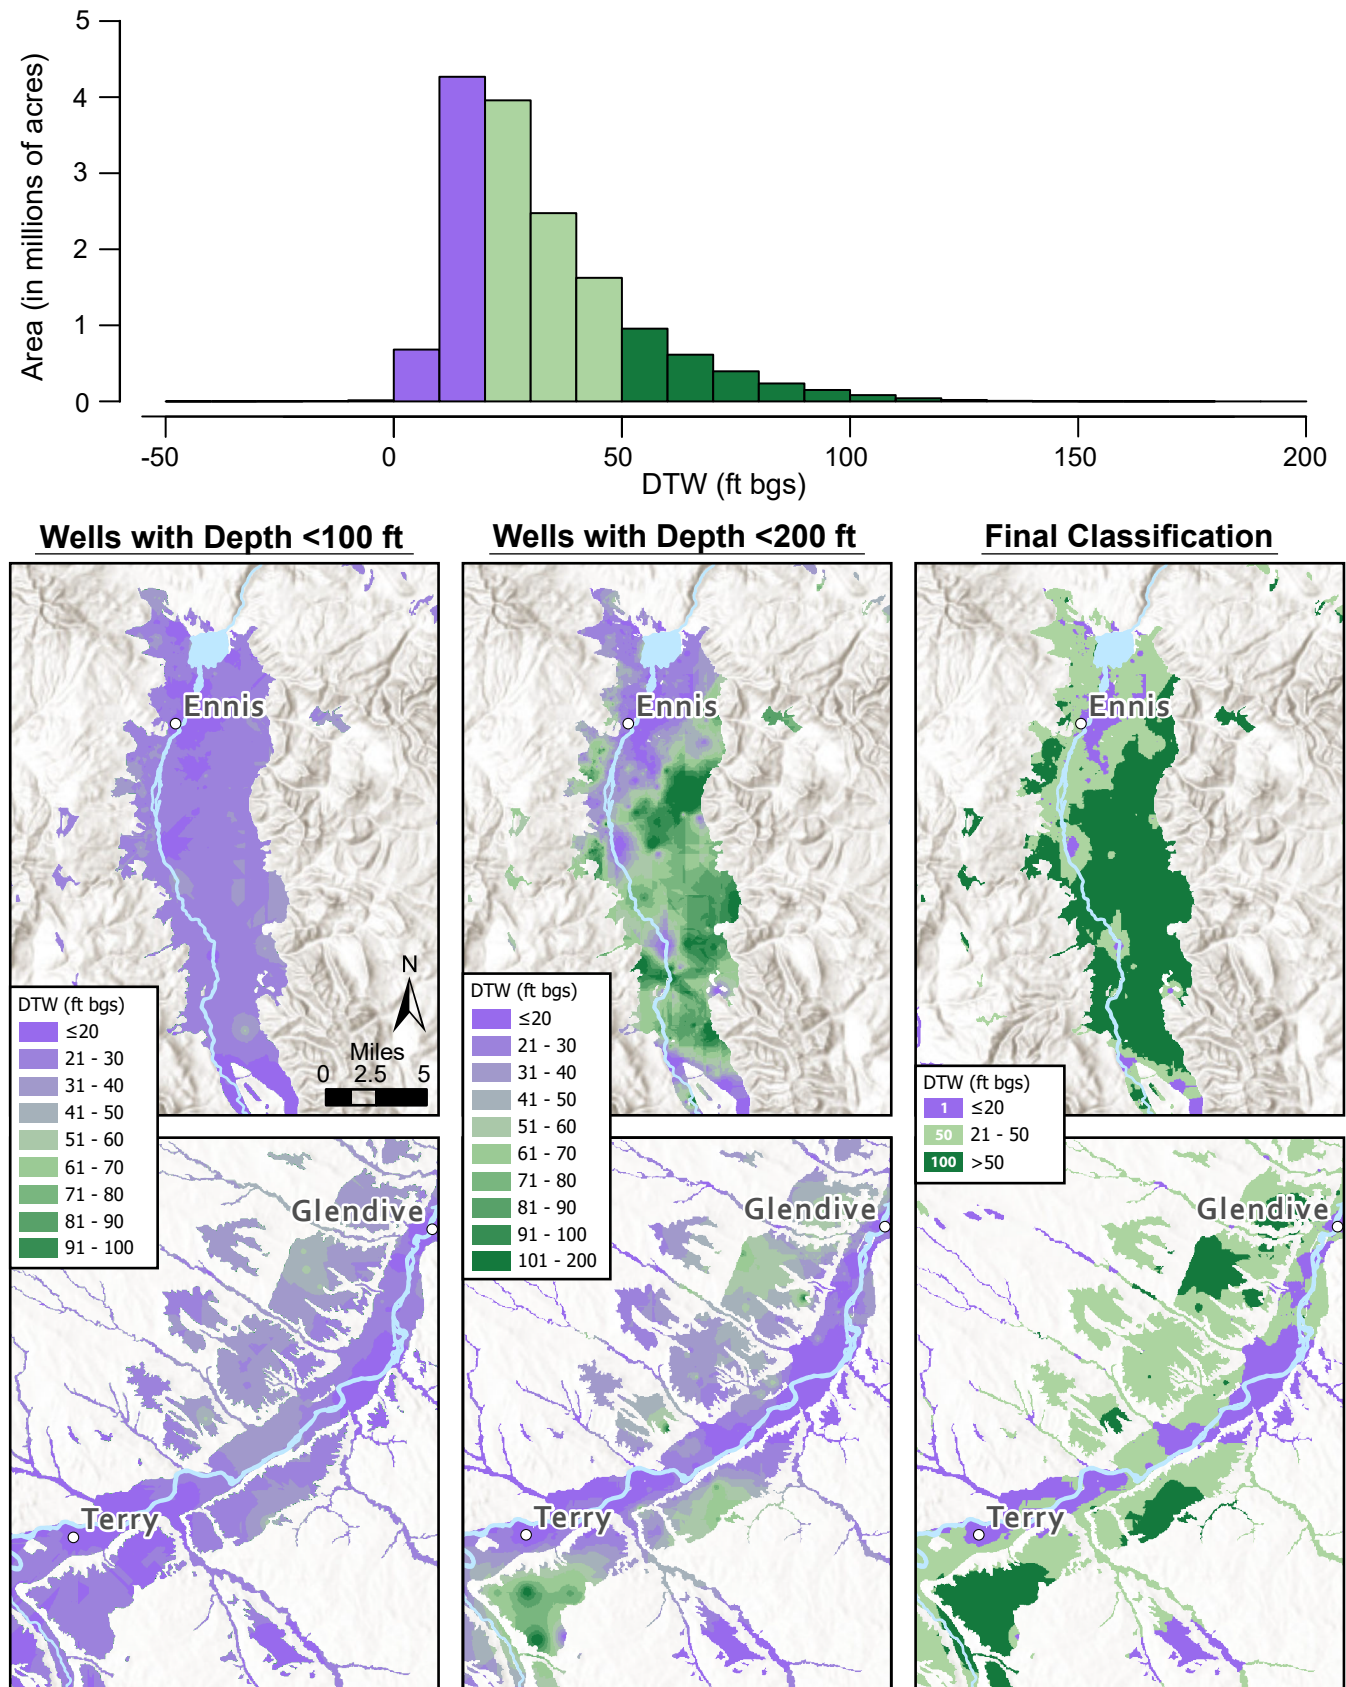 5
4
3
2
1
0
Area (in millions of acres)
-50 0 50 100 150 200
DTW (ft bgs)
Wells with Depth <100 ft
Wells with Depth <200 ft
Final Classification
Ennis
N
Miles
0 2.5 5
DTW (ft bgs)
≤20
21 - 30
31 - 40
41 - 50
51 - 60
61 - 70
71 - 80
81 - 90
91 - 100
Glendive
Terry
Ennis
DTW (ft bgs)
≤20
21 - 30
31 - 40
41 - 50
51 - 60
61 - 70
71 - 80
81 - 90
91 - 100
101 - 200
Glendive
Terry
Ennis
DTW (ft bgs)
1 ≤20
50 21 - 50
100 >50
Glendive
Terry